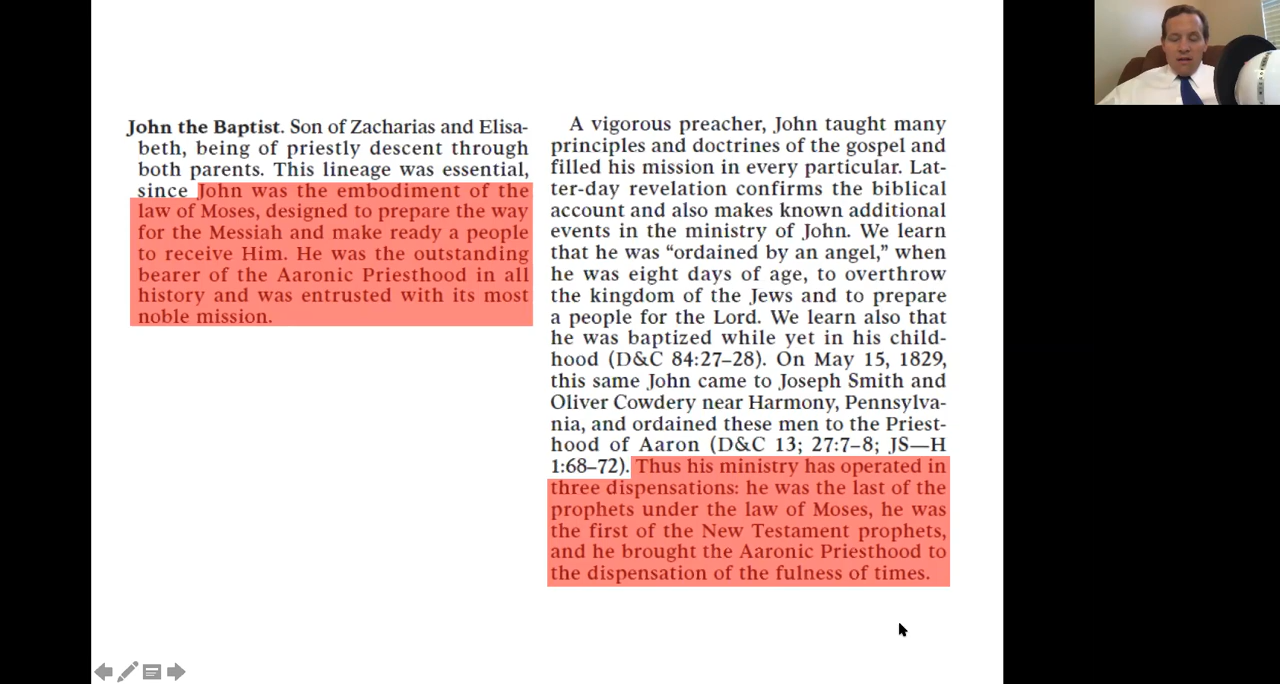 John the Baptist. Son of Zacharias and Elisa-
beth, being of priestly descent through
both parents. This lineage was essential,
since John was the embodiment of the
law of Moses, designed to prepare the way
for the Messiah and make ready a people
to receive Him. He was the outstanding
bearer of the Aaronic Priesthood in all
history and was entrusted with its most
noble mission.
A vigorous preacher, John taught many
principles and doctrines of the gospel and
filled his mission in every particular. Lat-
ter-day revelation confirms the biblical
account and also makes known additional
events in the ministry of John. We learn
that he was “ordained by an angel,” when
he was eight days of age, to overthrow
the kingdom of the Jews and to prepare
a people for the Lord. We learn also that
he was baptized while yet in his child-
hood (D&C 84:27–28). On May 15, 1829,
this same John came to Joseph Smith and
Oliver Cowdery near Harmony, Pennsylva-
nia, and ordained these men to the Priest-
hood of Aaron (D&C 13; 27:7–8; JS—H
1:68–72). Thus his ministry has operated in
three dispensations: he was the last of the
prophets under the law of Moses, he was
the first of the New Testament prophets,
and he brought the Aaronic Priesthood to
the dispensation of the fulness of times.